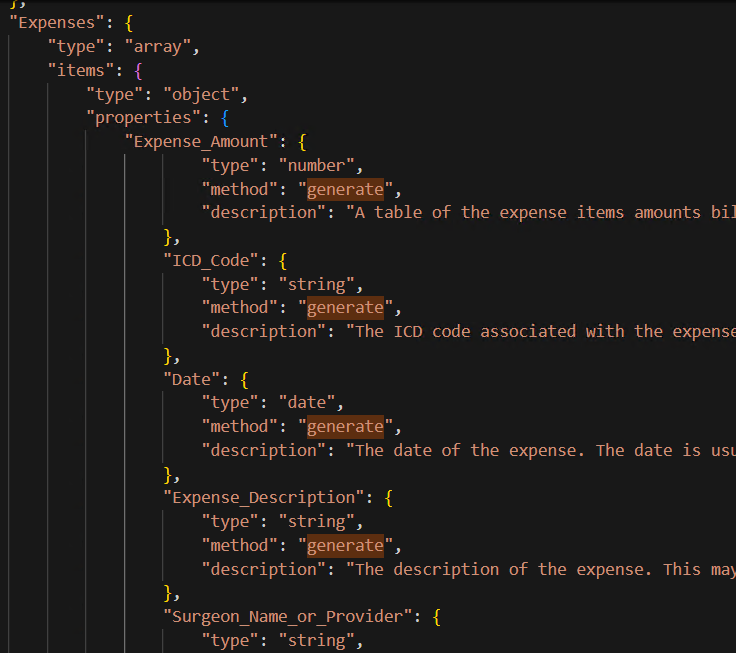 },
"Expenses": {
"type": "array",
"items": {
"type": "object",
"properties": {
"Expense_Amount": {
"type": "number",
"method": "generate",
"description": "A table of the expense items amounts bil
},
"ICD_Code": {
"type": "string",
"method": "generate",
"description": "The ICD code associated with the expense
},
"Date": {
"type": "date",
"method": "generate",
"description": "The date of the expense. The date is usu
},
"Expense_Description": {
"type": "string",
"method": "generate",
"description": "The description of the expense. This may
},
"Surgeon_Name_or_Provider": {
"type": "string",